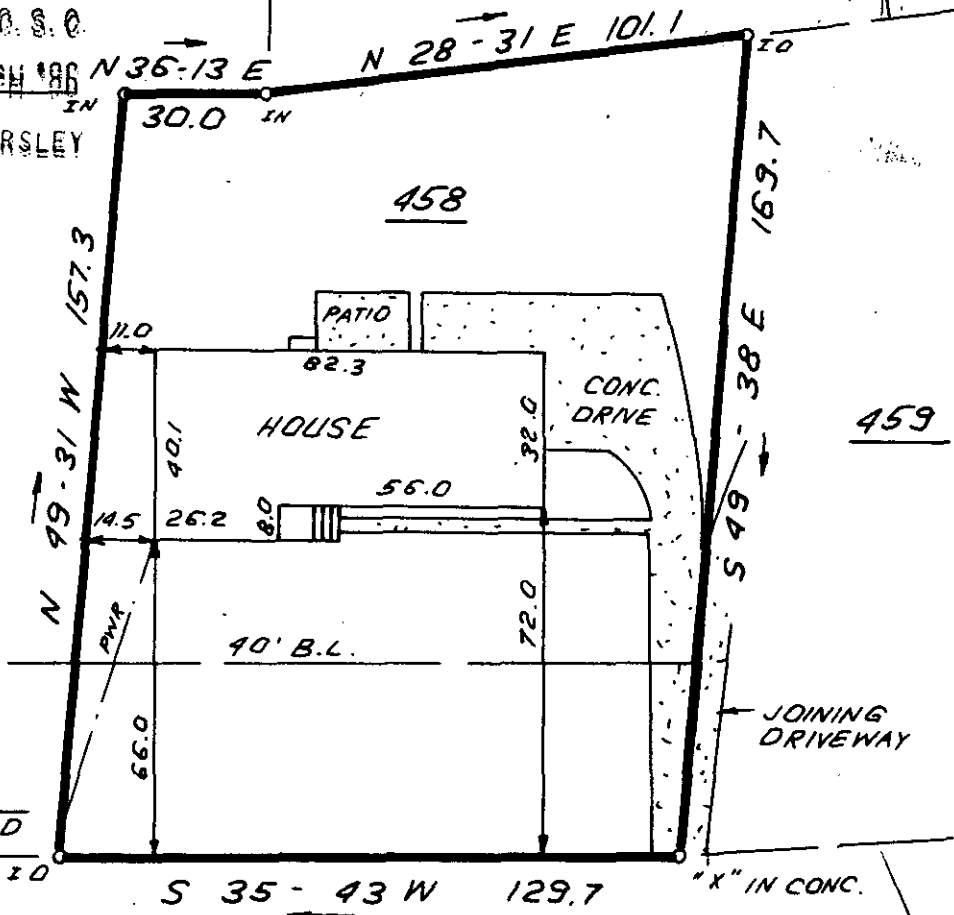 N 36-13 E
30.0
IN
IN
N 28-31 E 101.1
IO
RSLEY
458
169.7
S 49 - 38 E
N 49-31 W 157.3
11.0
PATIO
82.3
HOUSE
CONC.
DRIVE
32.0
459
40.1
56.0
14.5
26.2
8.0
PWR.
72.0
40' B.L.
66.0
JOINING
DRIVEWAY
D
IO
S 35 - 43 W 129.7
"X" IN CONC.